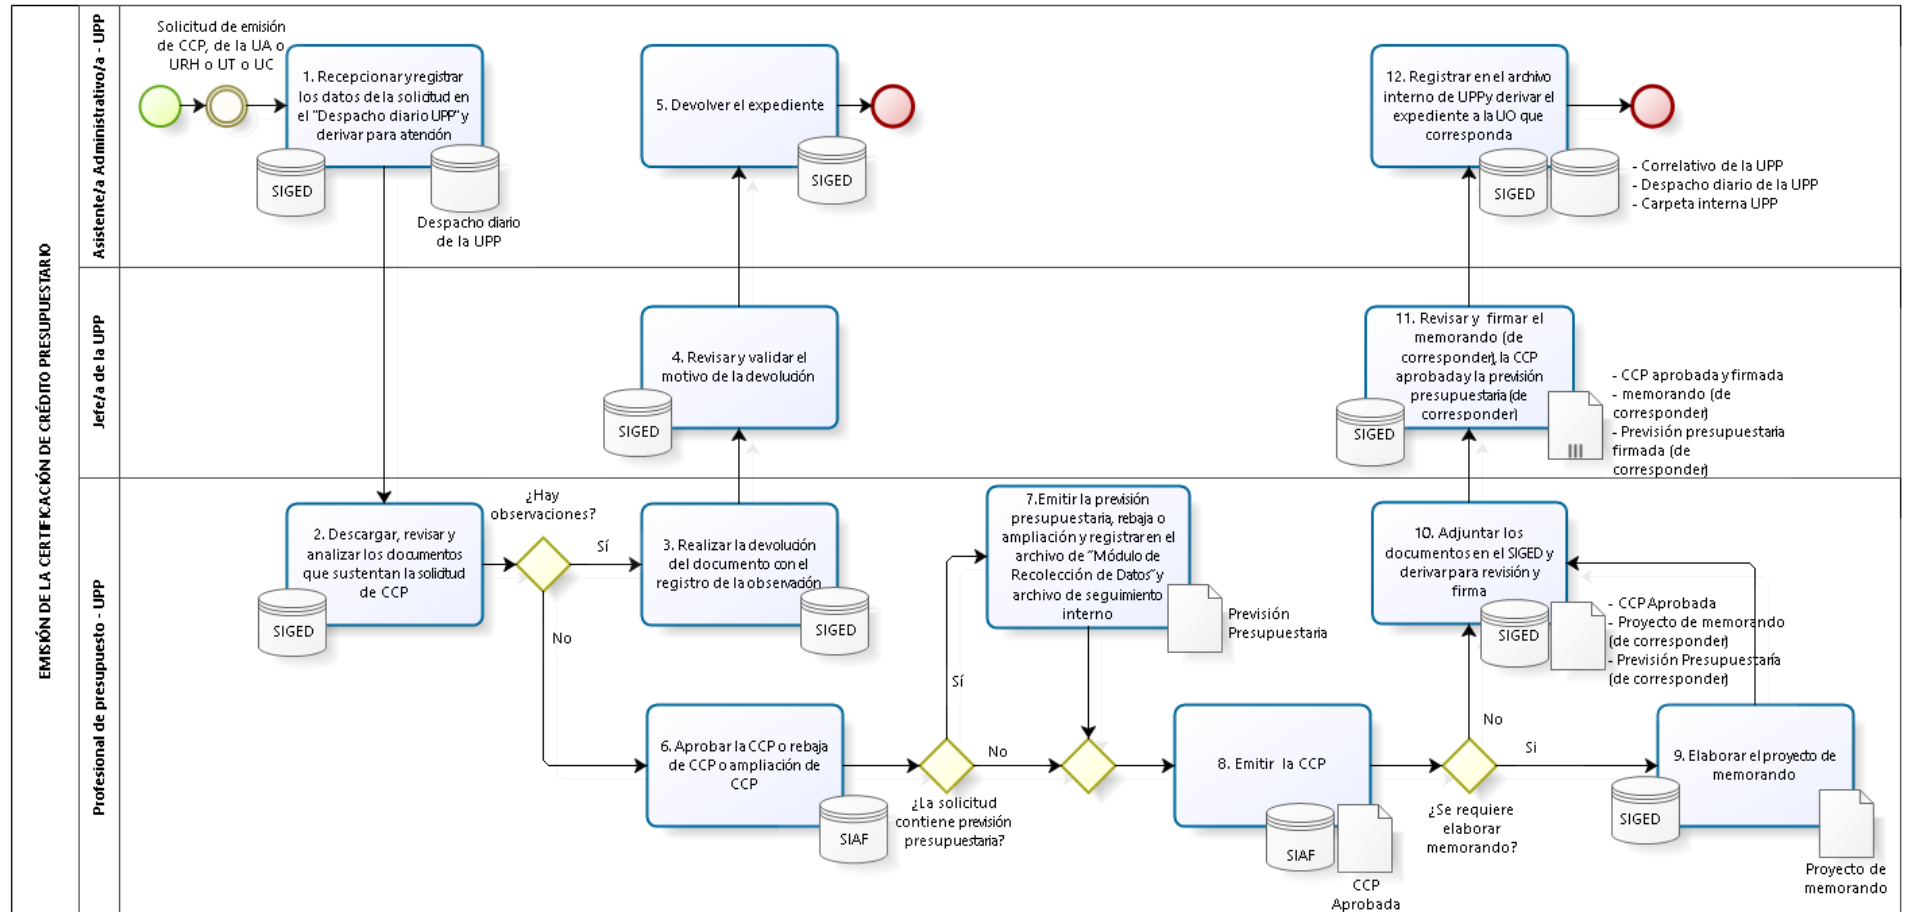 EMISIÓN DE LA CERTIFICACIÓN DE CRÉDITO PRESUPUESTARIO
Asistente/a Administrativo/a - UPP
Solicitud de emisión
de CCP, de la UA o
URH o UT o UC
1. Recepcionar y registrar
los datos de la solicitud en
el "Despacho diario UPP" y
derivar para atención
SIGED
Despacho diario
de la UPP
5. Devolver el expediente
SIGED
12. Registrar en el archivo
interno de UPP y derivar el
expediente a la UO que
corresponda
SIGED
- Correlativo de la UPP
- Despacho diario de la UPP
- Carpeta interna UPP
Jefe/a de la UPP
4. Revisar y validar el
motivo de la devolución
SIGED
11. Revisar y firmar el
memorando (de
corresponder), la CCP
aprobada y la previsión
presupuestaria (de
corresponder)
SIGED
- CCP aprobada y firmada
- memorando (de
corresponder)
- Previsión presupuestaria
firmada (de
corresponder)
Profesional de presupuesto - UPP
2. Descargar, revisar y
analizar los documentos
que sustentan la solicitud
de CCP
SIGED
¿Hay
observaciones?
Sí
No
3. Realizar la devolución
del documento con el
registro de la observación
SIGED
6. Aprobar la CCP o rebaja
de CCP o ampliación de
CCP
SIAF
¿La solicitud
contiene previsión
presupuestaria?
Sí
No
7.Emitir la previsión
presupuestaria, rebaja o
ampliación y registrar en el
archivo de "Módulo de
Recolección de Datos" y
archivo de seguimiento
interno
Previsión
Presupuestaria
8. Emitir la CCP
SIAF
CCP
Aprobada
¿Se requiere
elaborar
memorando?
No
Si
9. Elaborar el proyecto de
memorando
SIGED
Proyecto de
memorando
10. Adjuntar los
documentos en el SIGED y
derivar para revisión y
firma
SIGED
- CCP Aprobada
- Proyecto de memorando
(de corresponder)
- Previsión Presupuestaría
(de corresponder)